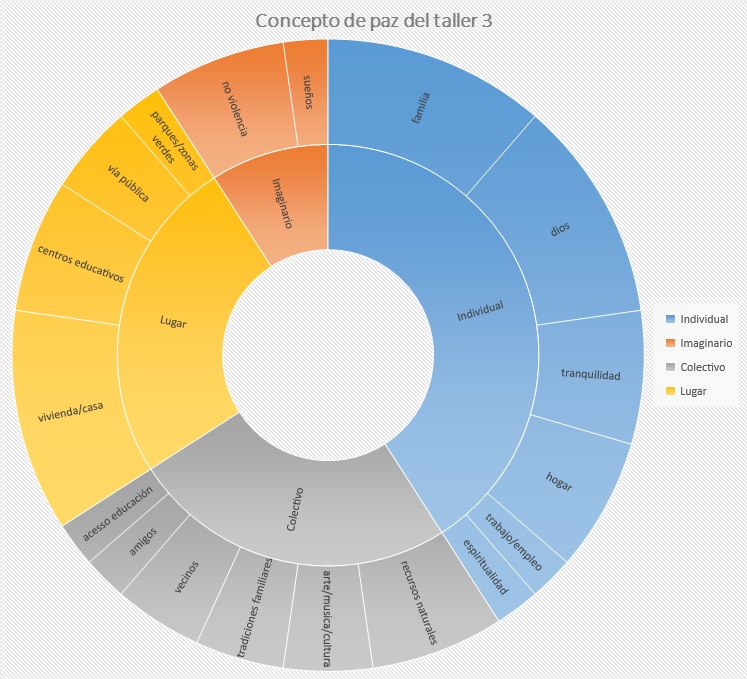 Concepto de paz del taller 3
familia
dios
tranquilidad
hogar
trabajo/empleo
espiritualidad
recursos naturales
arte/musica/cultura
tradiciones familiares
vecinos
amigos
acesso educación
vivienda/casa
centros educativos
vía pública
parques/zonas
verdes
no violencia
sueños
Individual
Colectivo
Lugar
Imaginario
Individual
Imaginario
Colectivo
Lugar